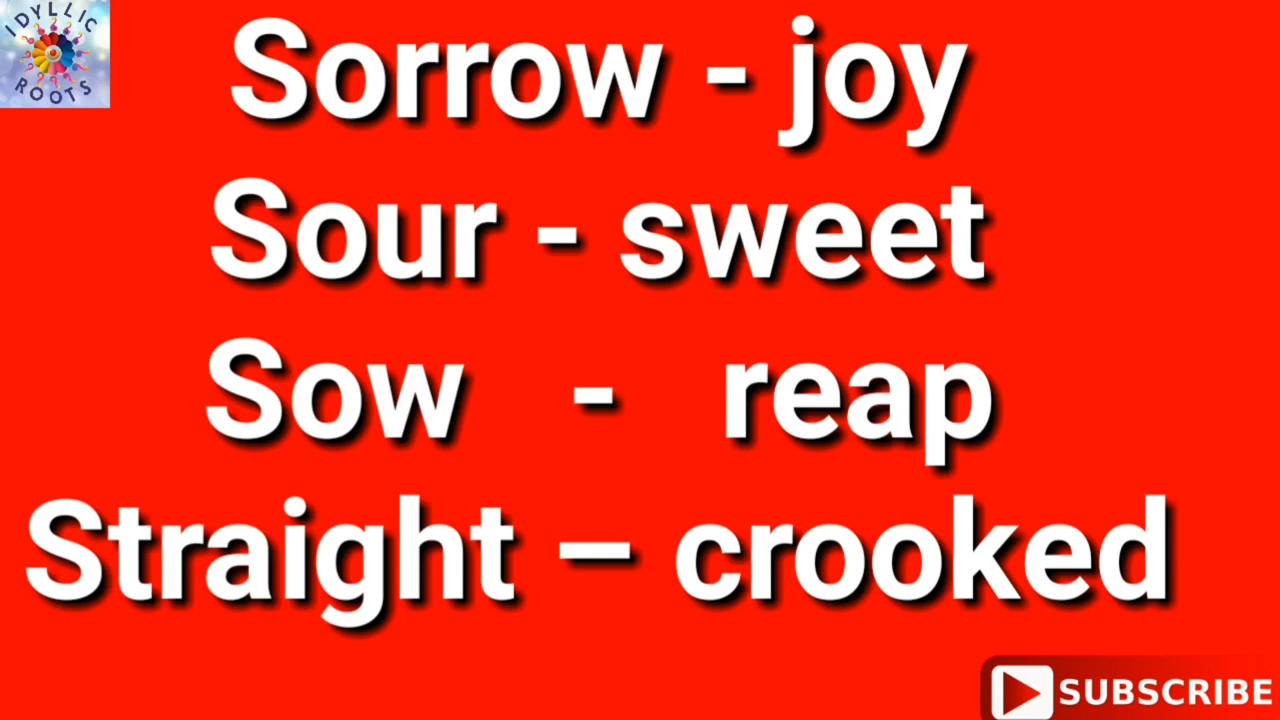 IDYLLIC
ROOTS
Sorrow - joy
Sour - sweet
Sow - reap
Straight – crooked
SUBSCRIBE